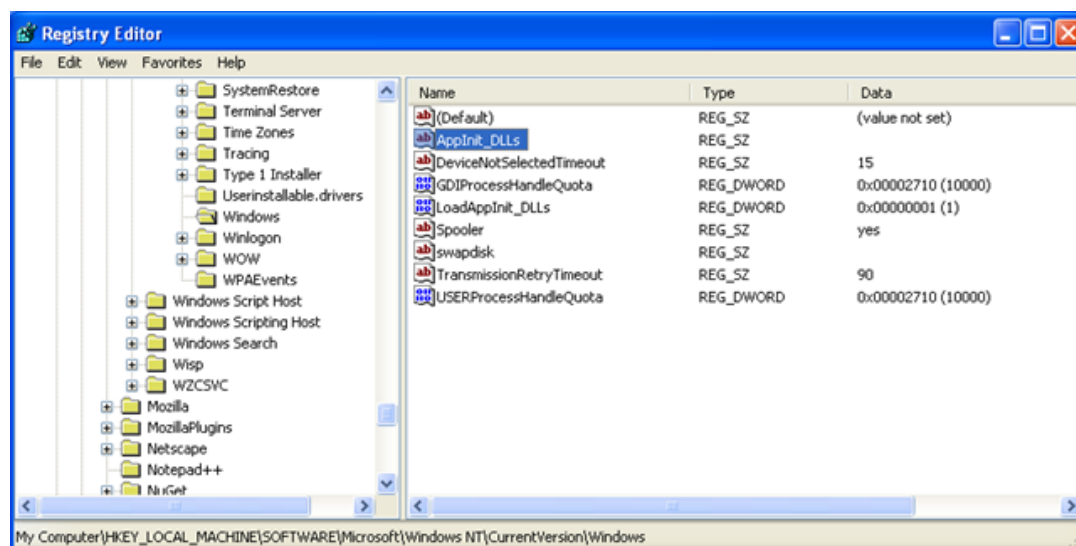 Registry Editor
File Edit View Favorites Help
SystemRestore
Terminal Server
Time Zones
Tracing
Type 1 Installer
Userinstallable.drivers
Windows
Winlogon
WOW
WPAEvents
Windows Script Host
Windows Scripting Host
Windows Search
Wisp
WZCSVC
Mozilla
MozillaPlugins
Netscape
Notepad++
NuGet
Name Type Data
(Default) REG_SZ (value not set)
AppInit_DLLs REG_SZ
DeviceNotSelectedTimeout REG_SZ 15
GDIProcessHandleQuota REG_DWORD 0x00002710 (10000)
LoadAppInit_DLLs REG_DWORD 0x00000001 (1)
Spooler REG_SZ yes
swapdisk REG_SZ
TransmissionRetryTimeout REG_SZ 90
USERProcessHandleQuota REG_DWORD 0x00002710 (10000)
My Computer\HKEY_LOCAL_MACHINE\SOFTWARE\Microsoft\Windows NT\CurrentVersion\Windows